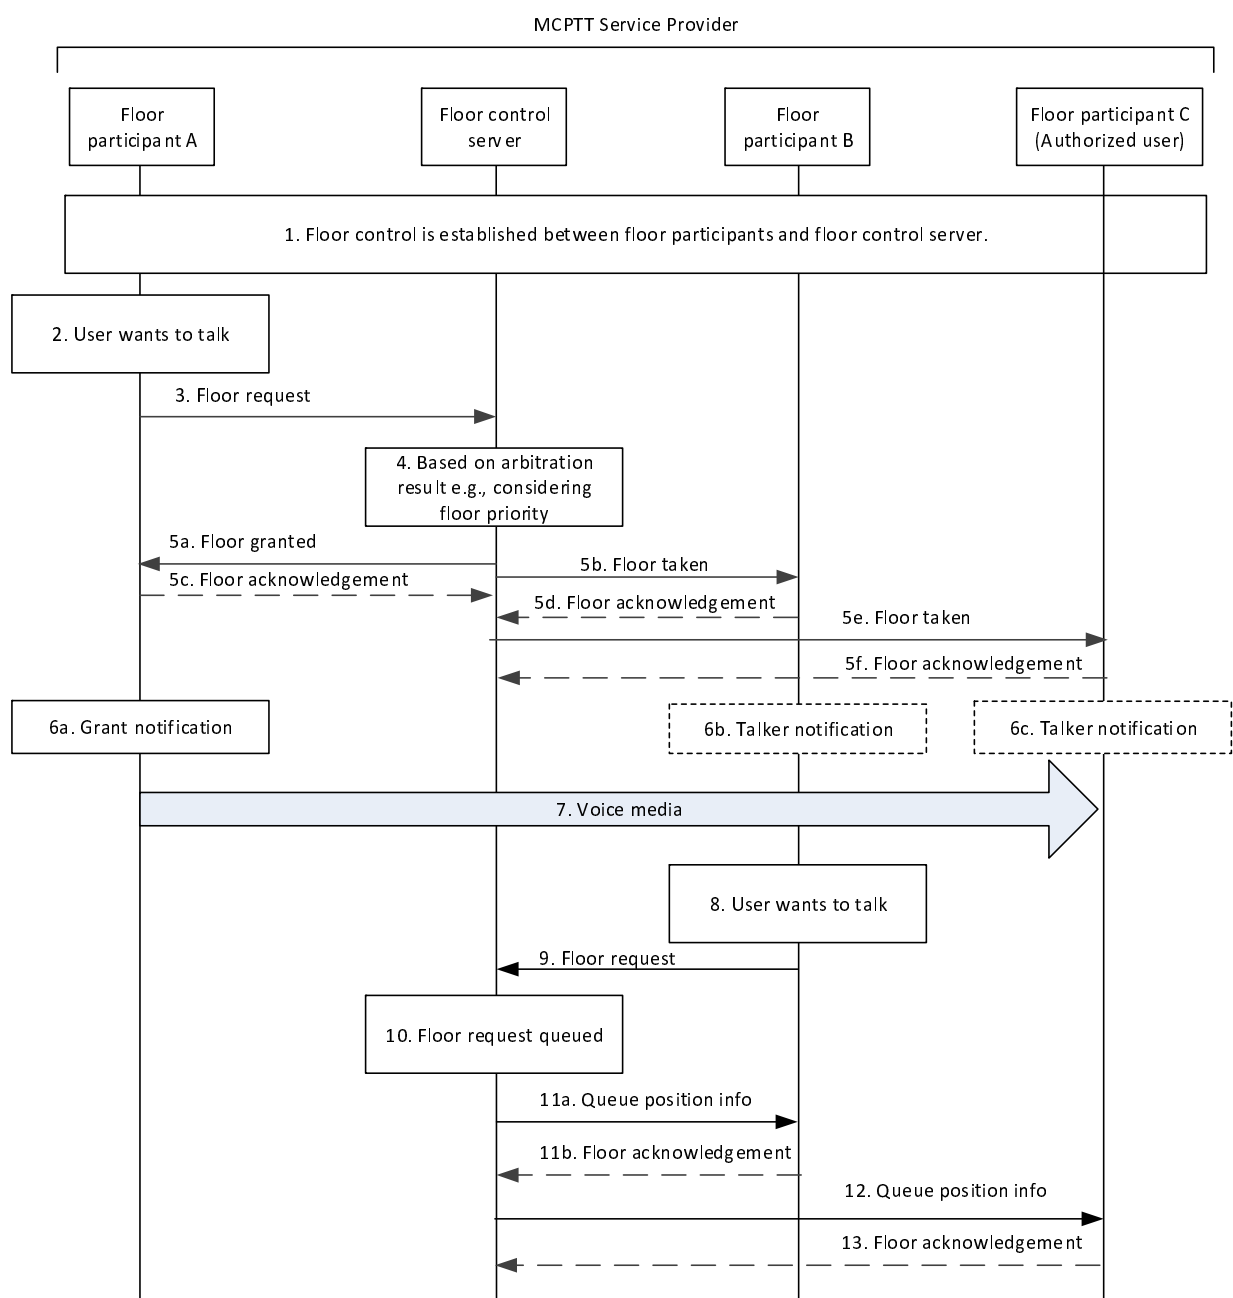 MCPTT Service Provider
Floor
participant A
Floor control
server
Floor
participant B
Floor participant C
(Authorized user)
1. Floor control is established between floor participants and floor control server.
2. User wants to talk
3. Floor request
4. Based on arbitration
result e.g., considering
floor priority
5a. Floor granted
5b. Floor taken
5c. Floor acknowledgement
5d. Floor acknowledgement
5e. Floor taken
5f. Floor acknowledgement
6a. Grant notification
6b. Talker notification
6c. Talker notification
7. Voice media
8. User wants to talk
9. Floor request
10. Floor request queued
11a. Queue position info
11b. Floor acknowledgement
12. Queue position info
13. Floor acknowledgement